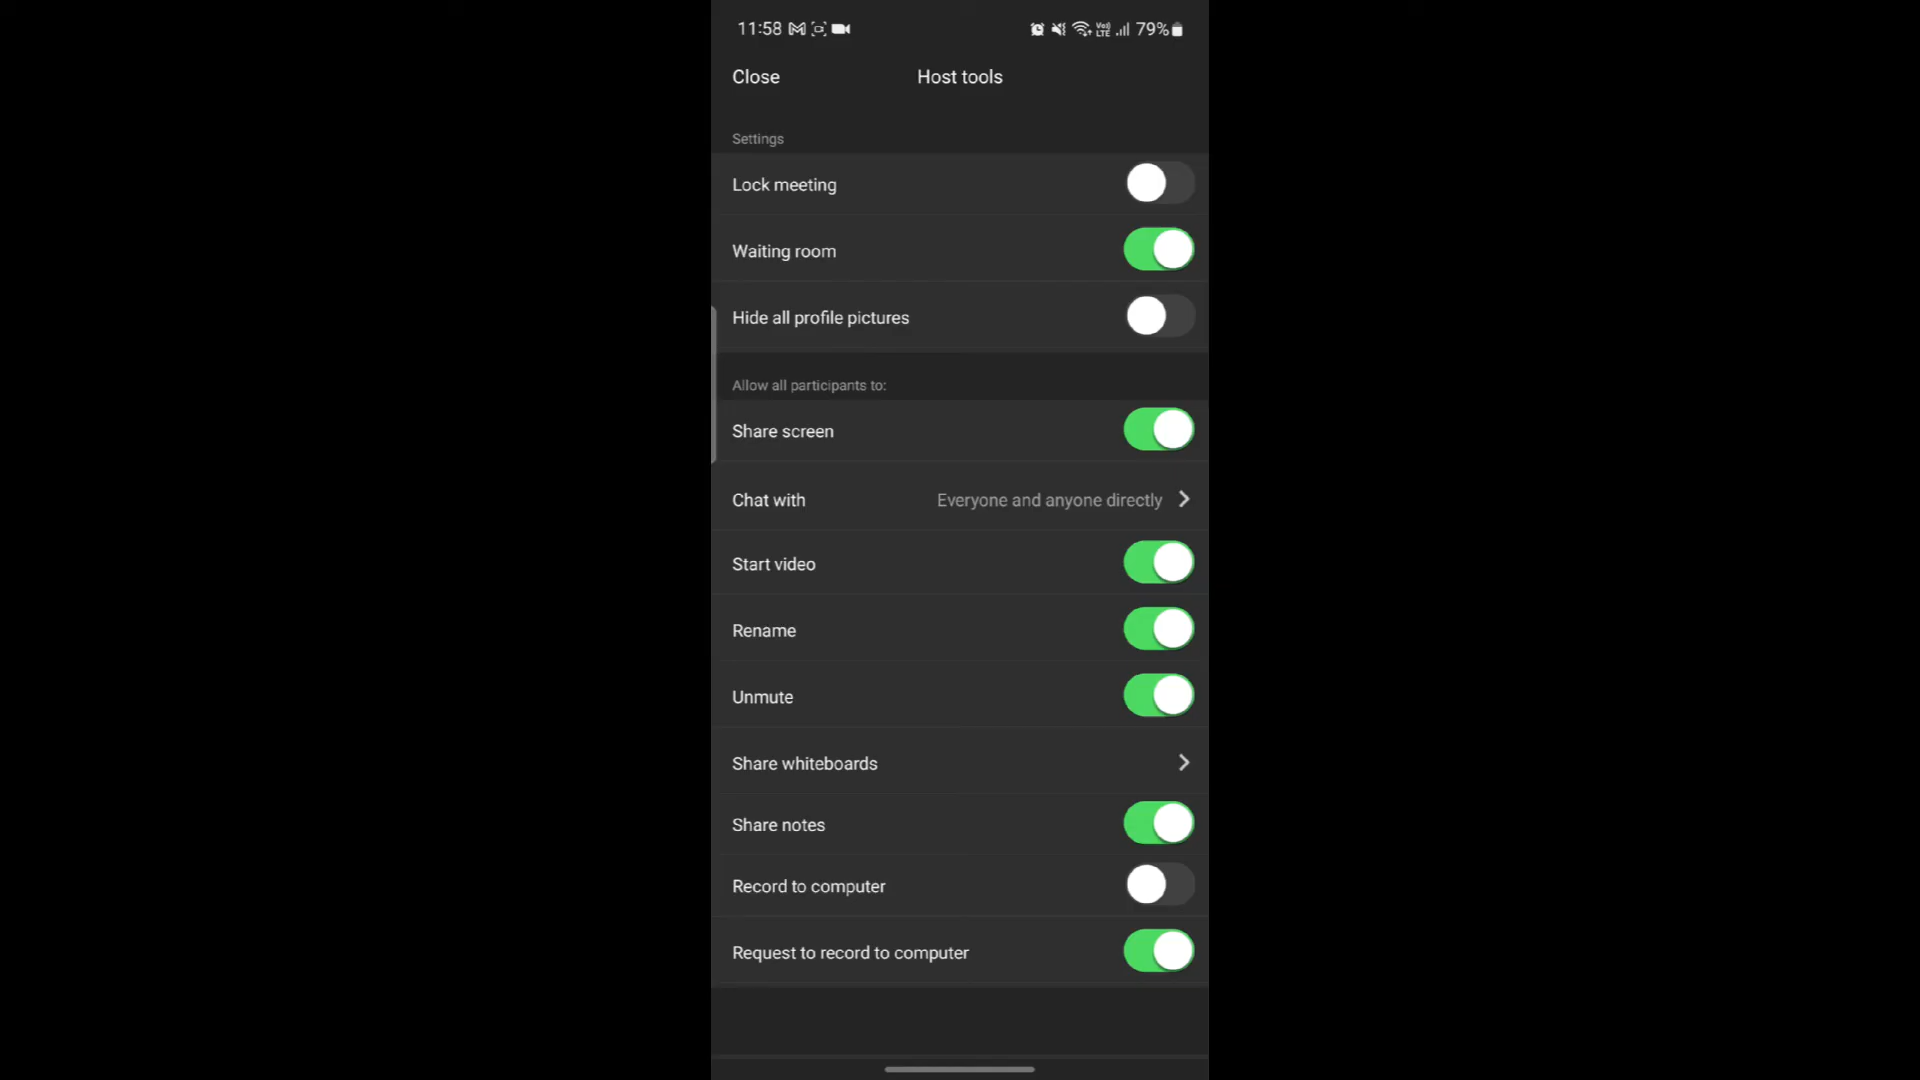 11:58 79%
Close Host tools
Settings
Lock meeting
Waiting room
Hide all profile pictures
Allow all participants to:
Share screen
Chat with Everyone and anyone directly
Start video
Rename
Unmute
Share whiteboards
Share notes
Record to computer
Request to record to computer